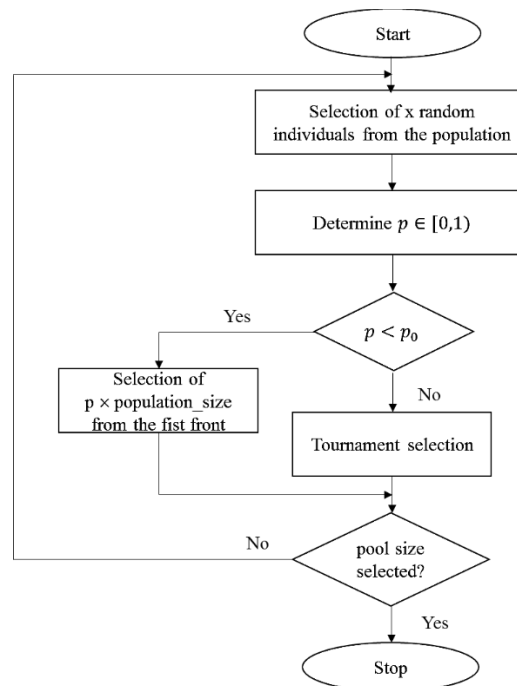 Start
Selection of x random
individuals from the population
Determine p ∈ [0,1)
p < p₀
Yes
No
Selection of
p × population_size
from the fist front
Tournament selection
No
pool size
selected?
Yes
Stop